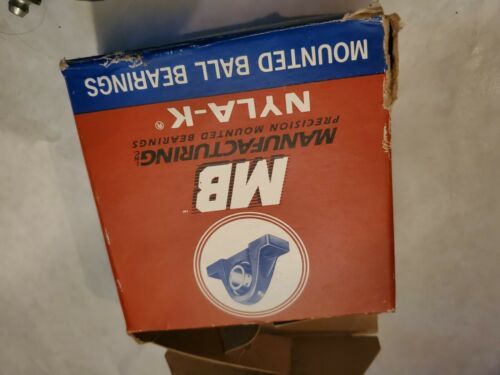 MB
MANUFACTURING
PRECISION MOUNTED BEARINGS
NYLA-K®
MOUNTED BALL BEARINGS